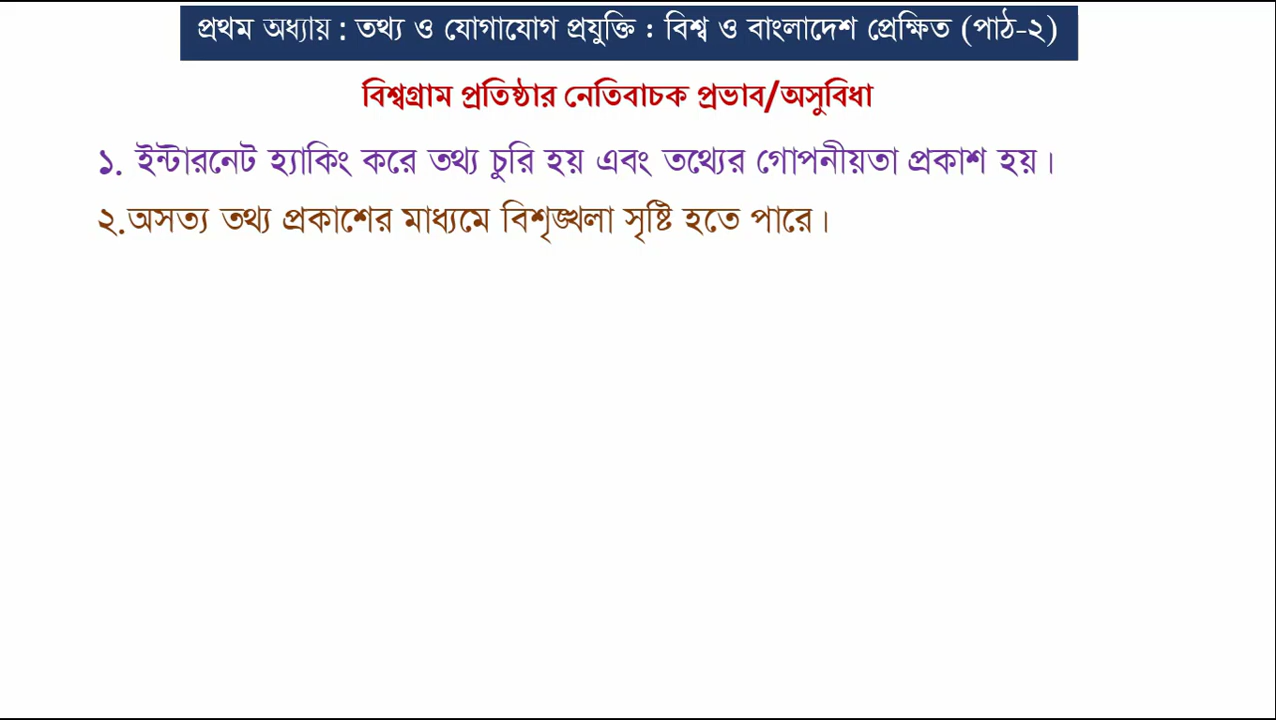 প্রথম অধ্যায় : তথ্য ও যোগাযোগ প্রযুক্তি : বিশ্ব ও বাংলাদেশ প্রেক্ষিত (পাঠ-২)
বিশ্বগ্রাম প্রতিষ্ঠার নেতিবাচক প্রভাব/অসুবিধা
১. ইন্টারনেট হ্যাকিং করে তথ্য চুরি হয় এবং তথ্যের গোপনীয়তা প্রকাশ হয়।
২.অসত্য তথ্য প্রকাশের মাধ্যমে বিশৃঙ্খলা সৃষ্টি হতে পারে।